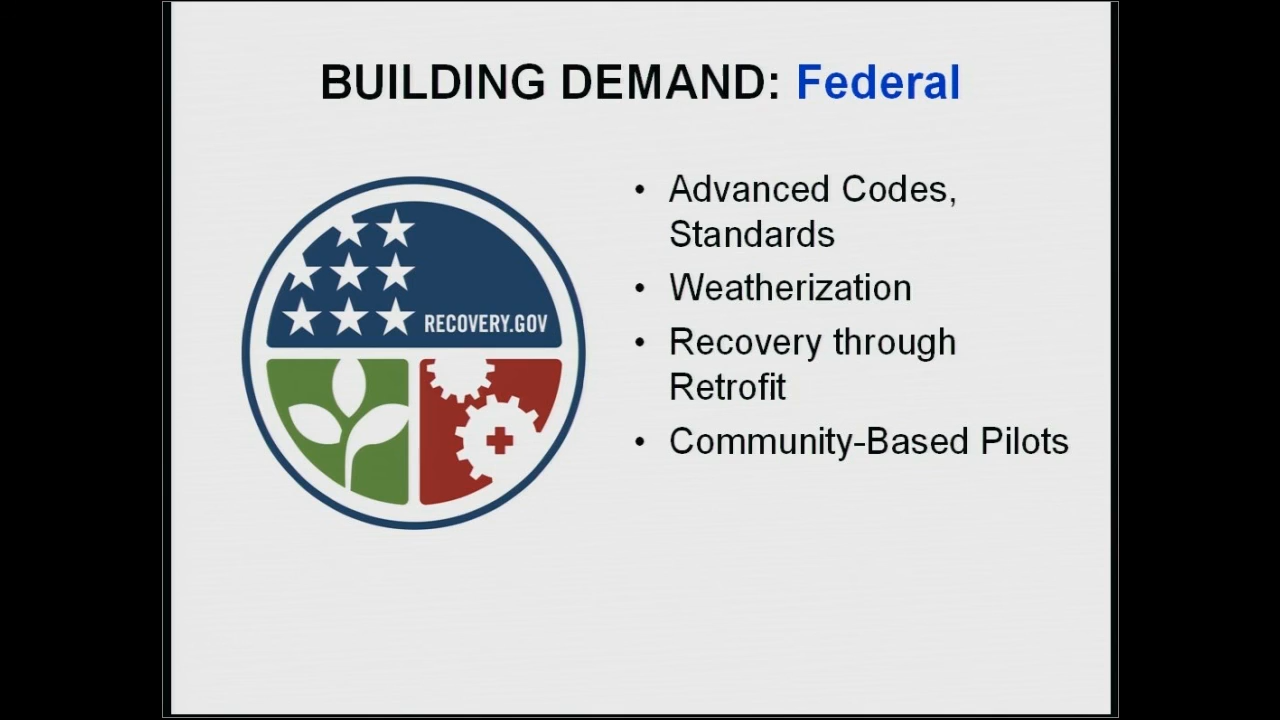 BUILDING DEMAND: Federal
RECOVERY.GOV
• Advanced Codes,
Standards
• Weatherization
• Recovery through
Retrofit
• Community-Based Pilots